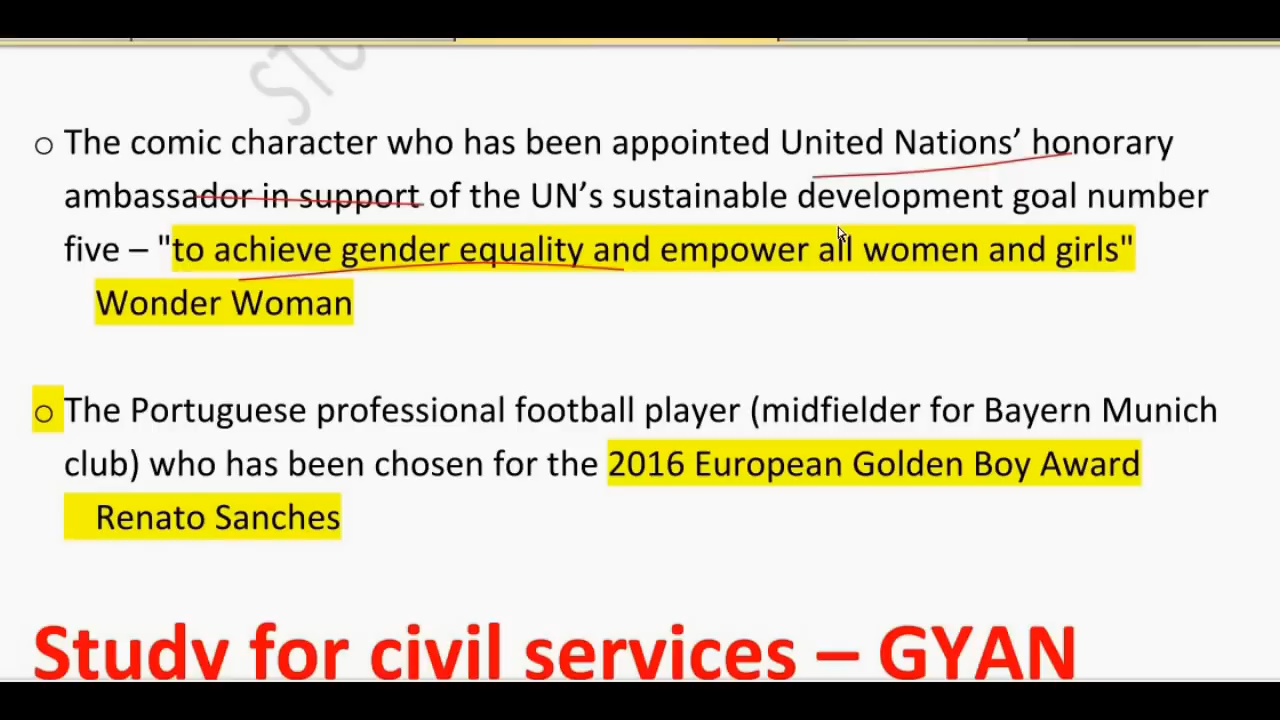 STU
○ The comic character who has been appointed United Nations’ honorary
ambassador in support of the UN’s sustainable development goal number
five – "to achieve gender equality and empower all women and girls"
Wonder Woman
○ The Portuguese professional football player (midfielder for Bayern Munich
club) who has been chosen for the 2016 European Golden Boy Award
Renato Sanches
Study for civil services – GYAN